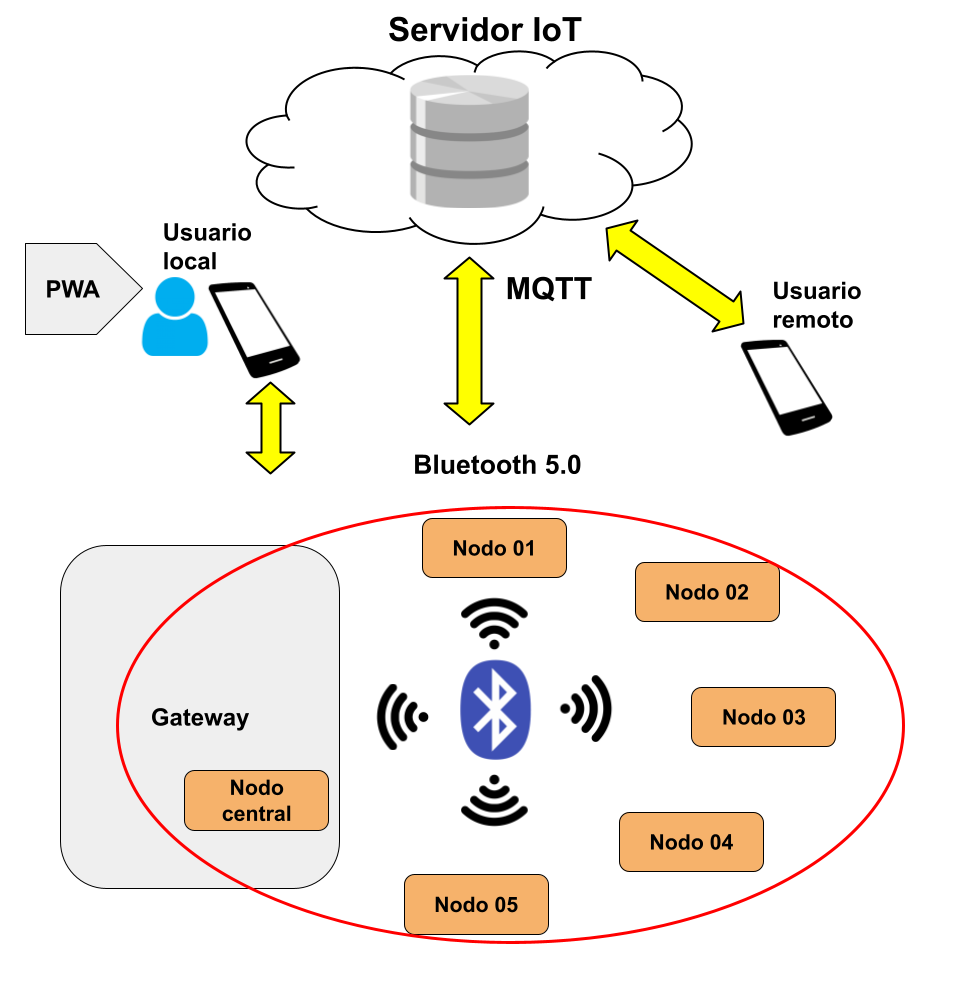 Servidor IoT
Usuario
local
PWA
MQTT
Usuario
remoto
Bluetooth 5.0
Nodo 01
Nodo 02
Nodo 03
Gateway
Nodo
central
Nodo 04
Nodo 05